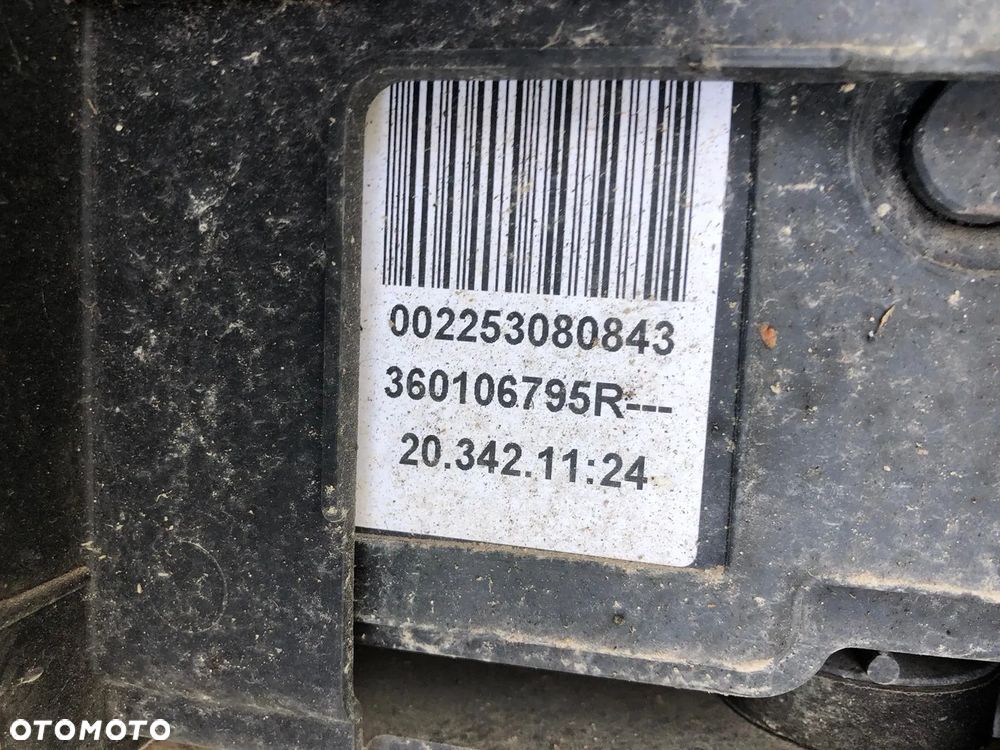 002253080843
360106795R---
20.342.11:24
OTOMOTO